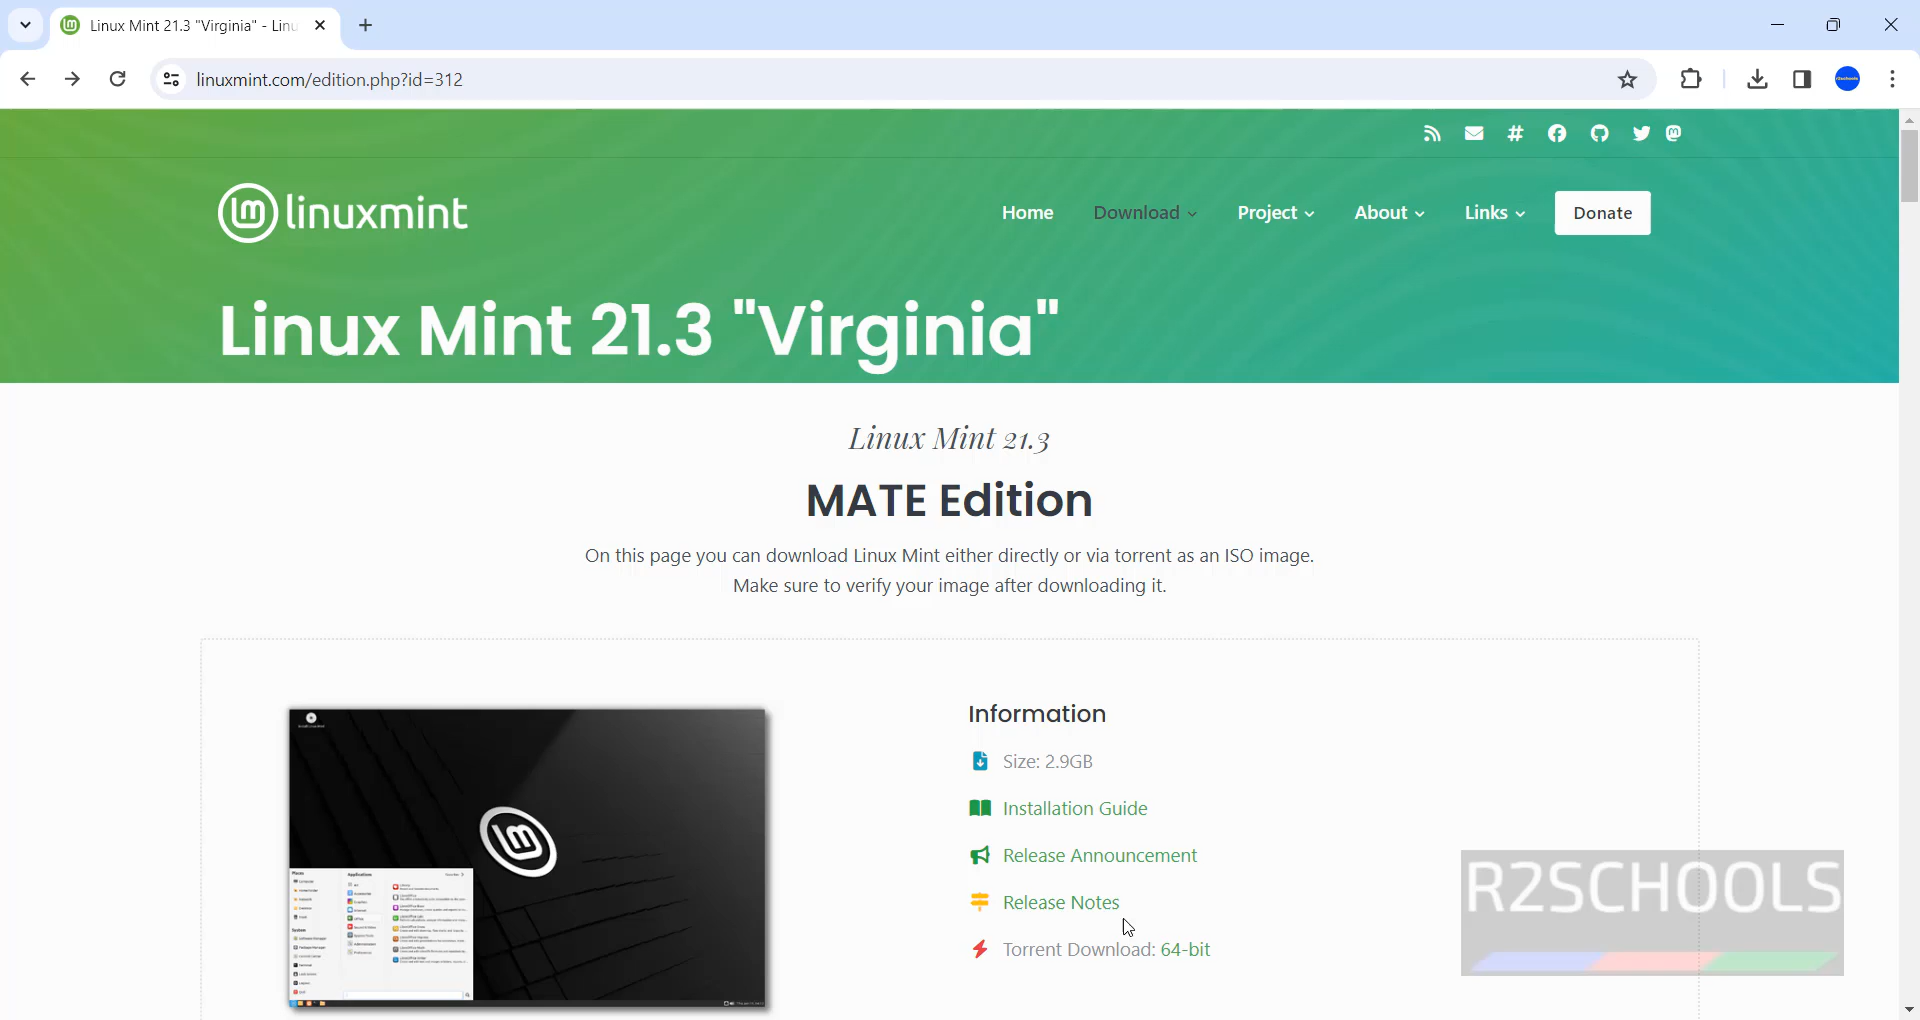 Linux Mint 21.3 "Virginia" - Linu
linuxmint.com/edition.php?id=312
linuxmint
Home Download Project About Links Donate
Linux Mint 21.3 "Virginia"
Linux Mint 21.3
MATE Edition
On this page you can download Linux Mint either directly or via torrent as an ISO image.
Make sure to verify your image after downloading it.
Information
Size: 2.9GB
Installation Guide
Release Announcement
Release Notes
Torrent Download: 64-bit
R2SCHOOLS